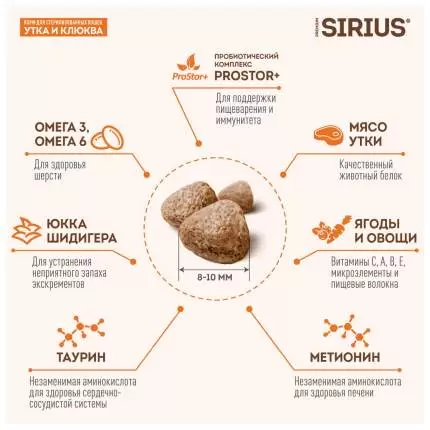 КОРМ ДЛЯ СТЕРИЛИЗОВАННЫХ КОШЕК
УТКА И КЛЮКВА
PREMIUM
SIRIUS®
ProStor+
ПРОБИОТИЧЕСКИЙ
КОМПЛЕКС
PROSTOR+
Для поддержки
пищеварения и
иммунитета
ОМЕГА 3,
ОМЕГА 6
Для здоровья
шерсти
МЯСО
УТКИ
Качественный
животный белок
ЮККА
ШИДИГЕРА
Для устранения
неприятного запаха
экскрементов
ЯГОДЫ
И ОВОЩИ
Витамины С, А, В, Е,
микроэлементы и
пищевые волокна
8-10 ММ
ТАУРИН
Незаменимая аминокислота
для здоровья сердечно-
сосудистой системы
МЕТИОНИН
Незаменимая аминокислота
для здоровья печени